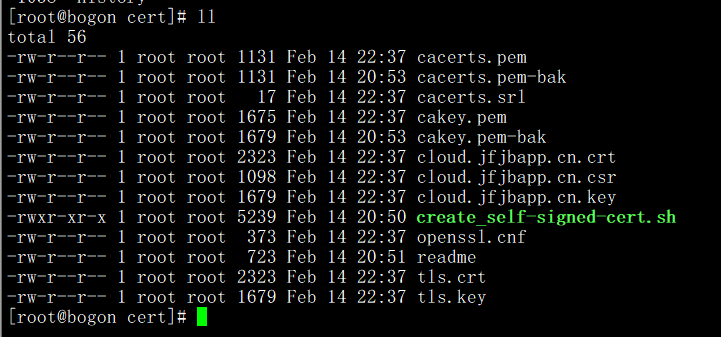 [root@bogon cert]# ll
total 56
-rw-r--r-- 1 root root 1131 Feb 14 22:37 cacerts.pem
-rw-r--r-- 1 root root 1131 Feb 14 20:53 cacerts.pem-bak
-rw-r--r-- 1 root root   17 Feb 14 22:37 cacerts.srl
-rw-r--r-- 1 root root 1675 Feb 14 22:37 cakey.pem
-rw-r--r-- 1 root root 1679 Feb 14 20:53 cakey.pem-bak
-rw-r--r-- 1 root root 2323 Feb 14 22:37 cloud.jfjbapp.cn.crt
-rw-r--r-- 1 root root 1098 Feb 14 22:37 cloud.jfjbapp.cn.csr
-rw-r--r-- 1 root root 1679 Feb 14 22:37 cloud.jfjbapp.cn.key
-rwxr-xr-x 1 root root 5239 Feb 14 20:50 create_self-signed-cert.sh
-rw-r--r-- 1 root root  373 Feb 14 22:37 openssl.cnf
-rw-r--r-- 1 root root  723 Feb 14 20:51 readme
-rw-r--r-- 1 root root 2323 Feb 14 22:37 tls.crt
-rw-r--r-- 1 root root 1679 Feb 14 22:37 tls.key
[root@bogon cert]#